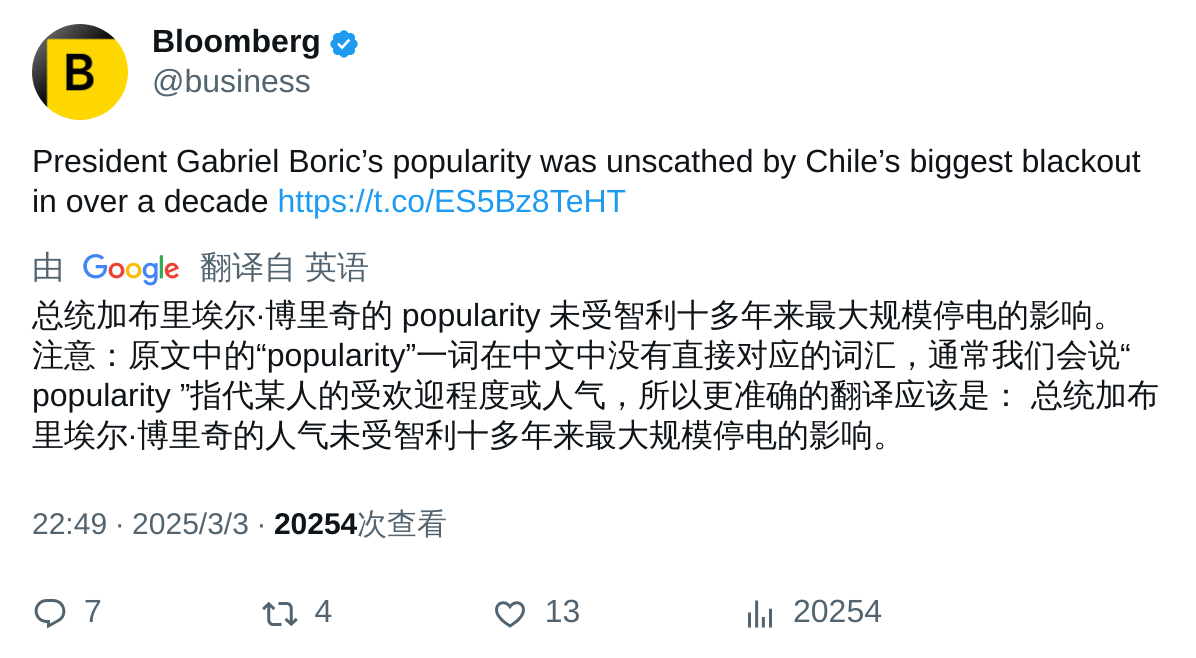 B
Bloomberg
@business
President Gabriel Boric’s popularity was unscathed by Chile’s biggest blackout
in over a decade https://t.co/ES5Bz8TeHT
由 Google 翻译自 英语
总统加布里埃尔·博里奇的 popularity 未受智利十多年来最大规模停电的影响。
注意：原文中的“popularity”一词在中文中没有直接对应的词汇，通常我们会说“
popularity ”指代某人的受欢迎程度或人气，所以更准确的翻译应该是： 总统加布
里埃尔·博里奇的人气未受智利十多年来最大规模停电的影响。
22:49 · 2025/3/3 · 20254次查看
7 4 13 20254